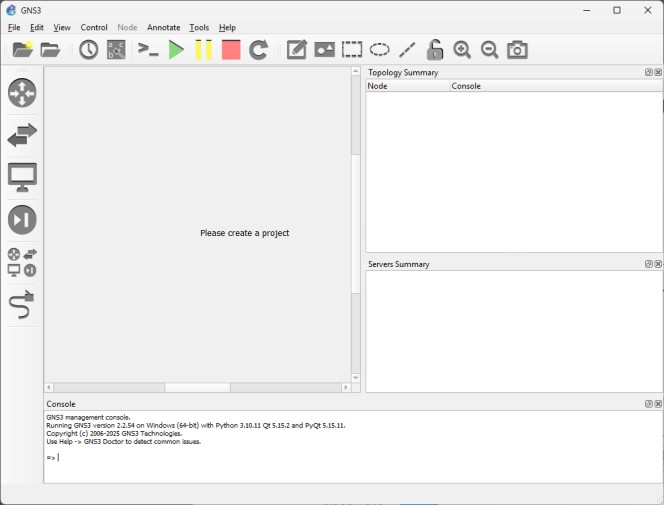 GNS3
File Edit View Control Node Annotate Tools Help
Please create a project
Topology Summary
Node Console
Servers Summary
Console
GNS3 management console.
Running GNS3 version 2.2.54 on Windows (64-bit) with Python 3.10.11 Qt 5.15.2 and PyQt 5.15.11.
Copyright (c) 2006-2025 GNS3 Technologies.
Use Help -> GNS3 Doctor to detect common issues.
=>